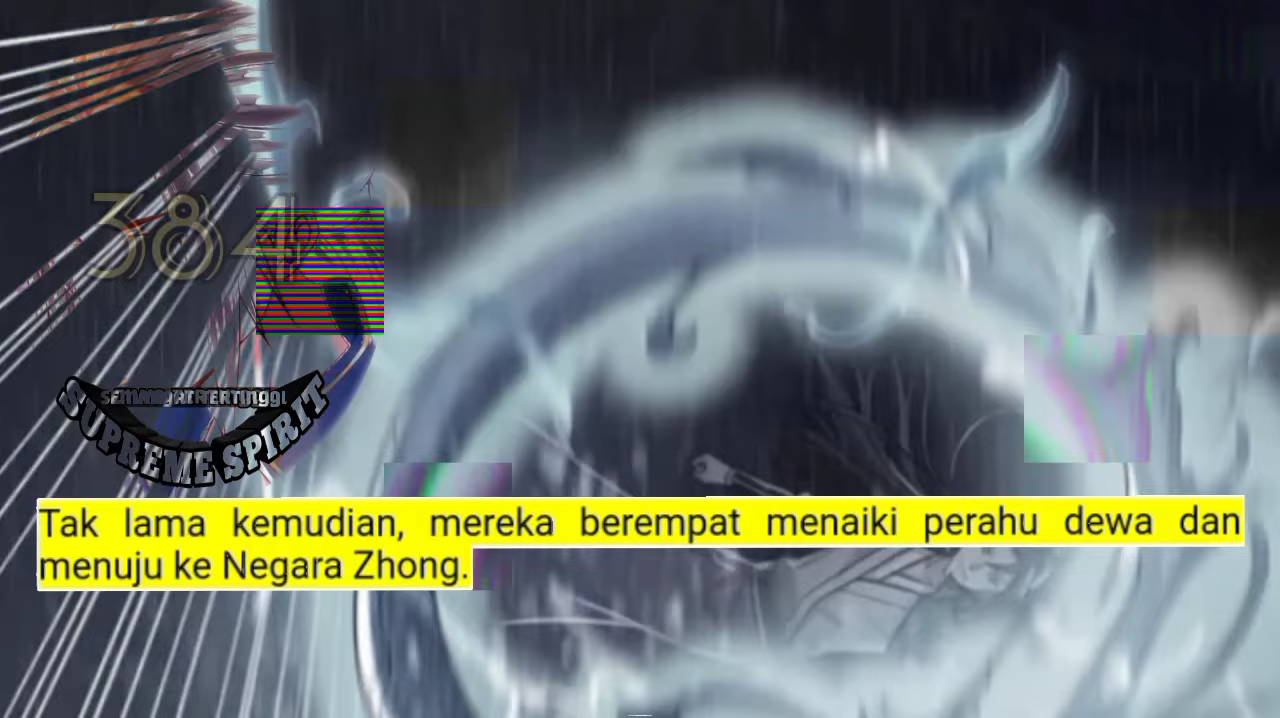 384
SUPREME SPIRIT
Tak lama kemudian, mereka berempat menaiki perahu dewa dan
menuju ke Negara Zhong.